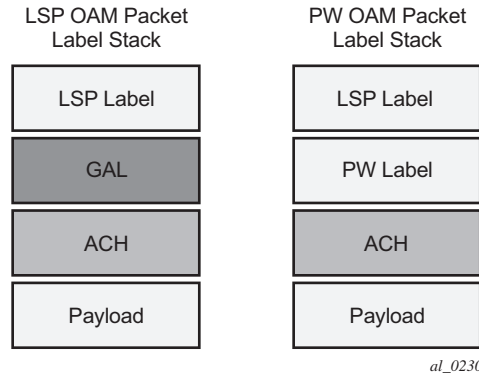 LSP OAM Packet
Label Stack
LSP Label
GAL
ACH
Payload
PW OAM Packet
Label Stack
LSP Label
PW Label
ACH
Payload
al_0230